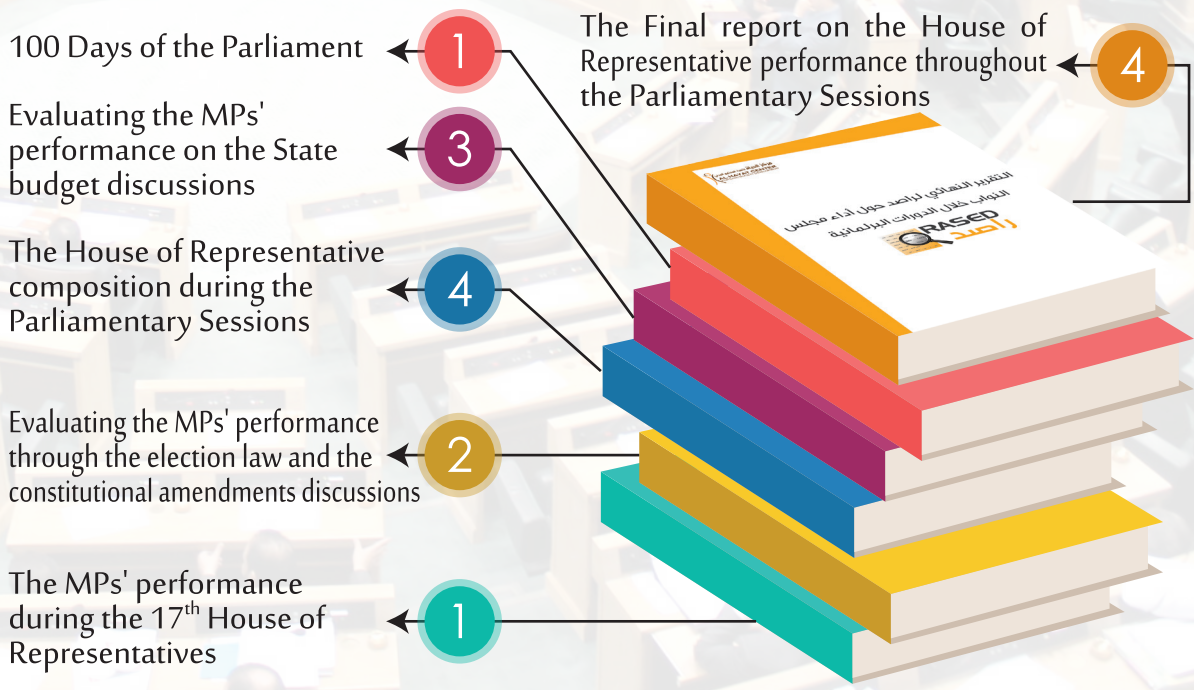 100 Days of the Parliament
1
Evaluating the MPs'
performance on the State
budget discussions
3
The House of Representative
composition during the
Parliamentary Sessions
4
Evaluating the MPs' performance
through the election law and the
constitutional amendments discussions
2
The MPs' performance
during the 17th House of
Representatives
1
The Final report on the House of
Representative performance throughout
the Parliamentary Sessions
4
AL-HAYAT CENTER
التقرير النهائي لراصد حول أداء مجلس
النواب خلال الدورات البرلمانية
RASED
راصد